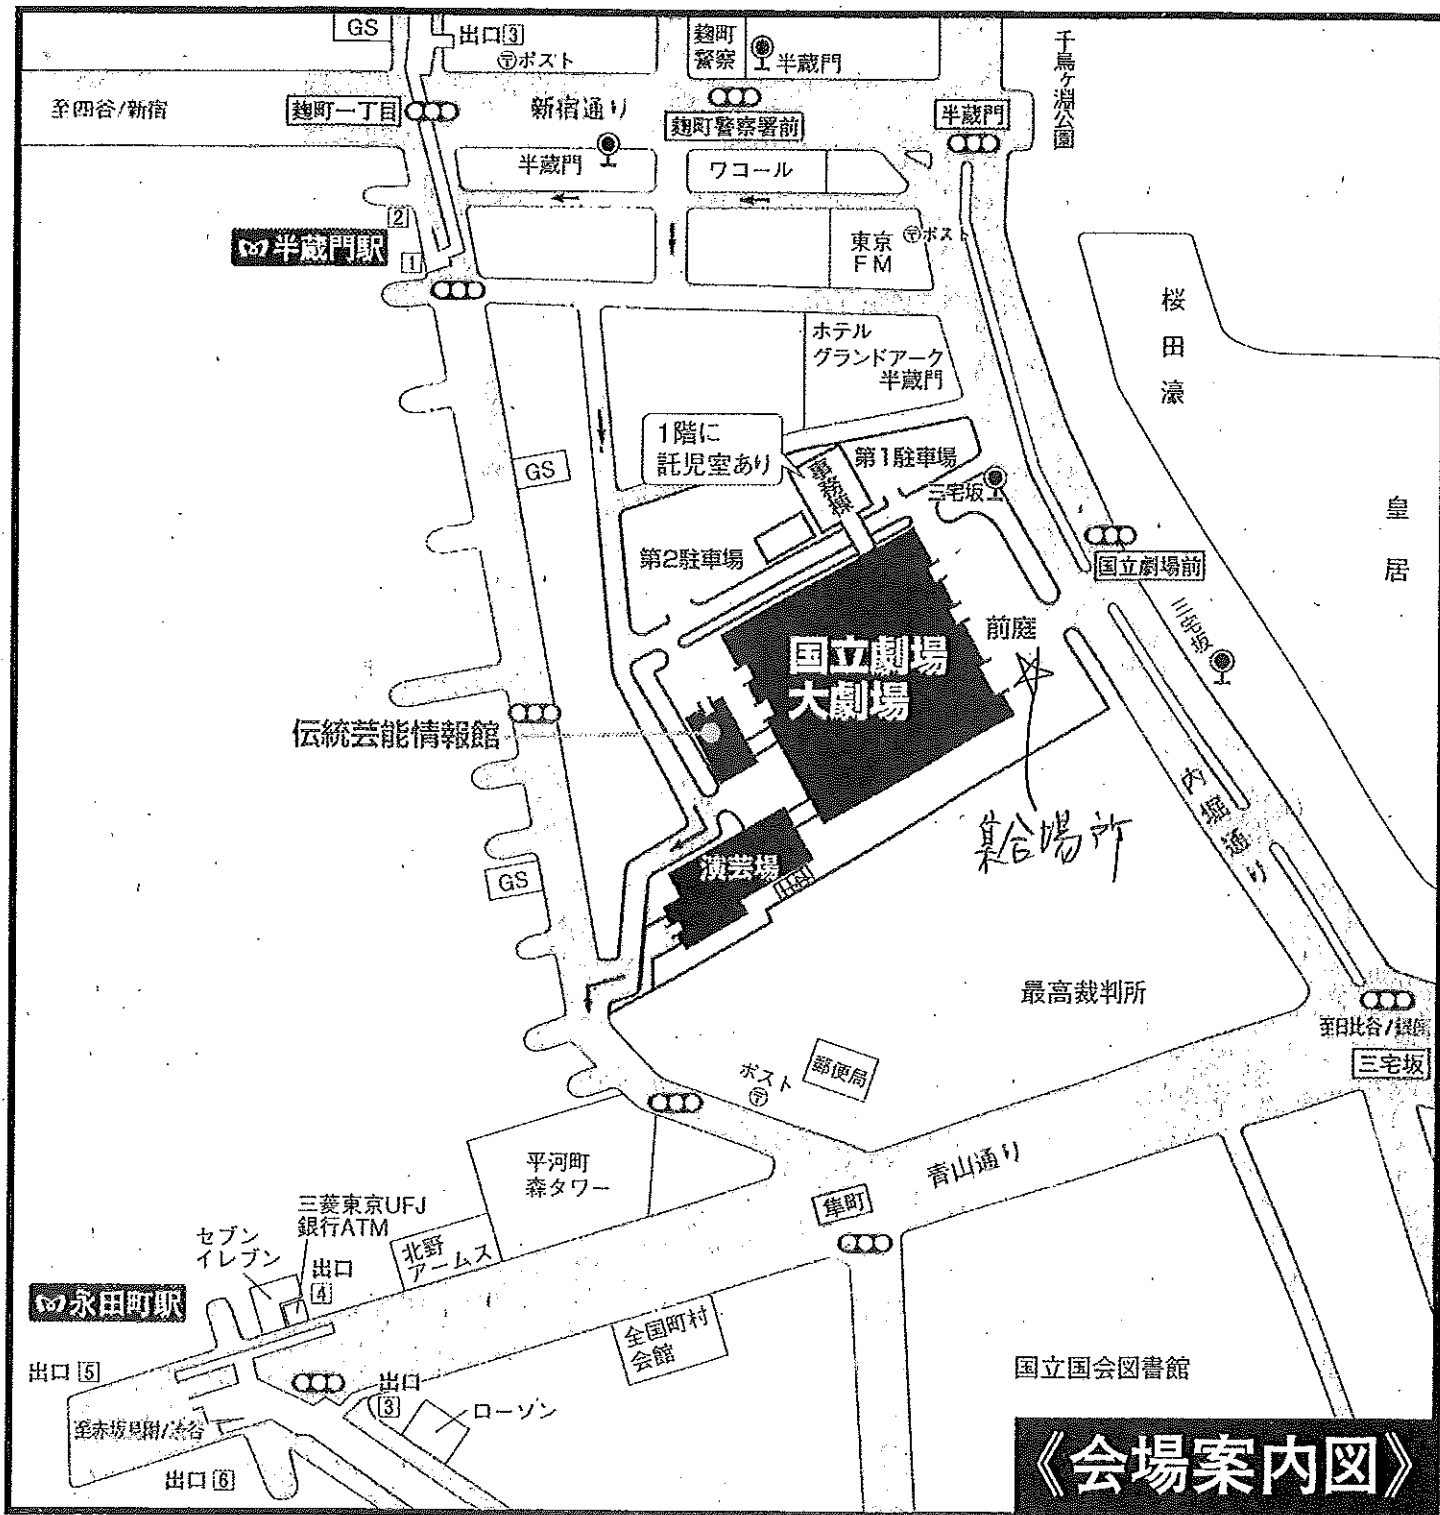 GS
出口3
〒ポスト
麹町
警察
半蔵門
千鳥ヶ淵公園
至四谷/新宿
麹町一丁目
新宿通り
麹町警察署前
半蔵門
半蔵門
ワコール
2
半蔵門駅
1
東京
FM
〒ポスト
桜田濠
ホテル
グランドアーク
半蔵門
1階に
託児室あり
事務棟
第1駐車場
GS
三宅坂
皇居
第2駐車場
国立劇場前
三宅坂
前庭
国立劇場
大劇場
伝統芸能情報館
内堀通り
集合場所
演芸場
GS
最高裁判所
至日比谷/銀座
三宅坂
ポスト
〒
郵便局
平河町
森タワー
青山通り
隼町
三菱東京UFJ
銀行ATM
セブン
イレブン
出口
4
北野
アームス
永田町駅
全国町村
会館
出口5
出口
3
ローソン
国立国会図書館
至赤坂見附/渋谷
出口6
《会場案内図》